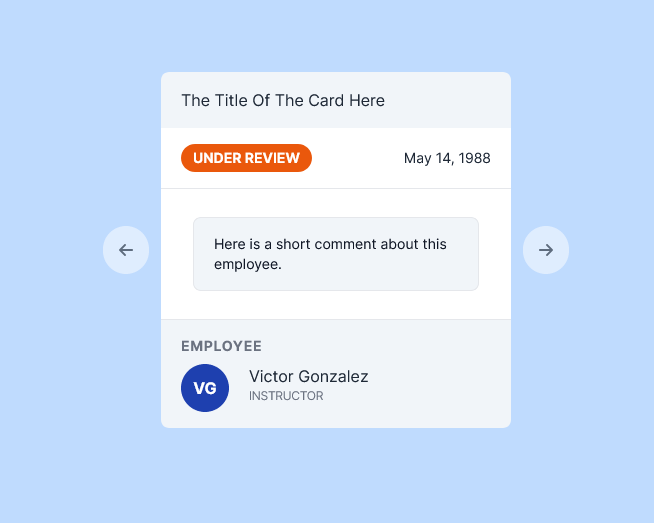 The Title Of The Card Here
UNDER REVIEW
May 14, 1988
Here is a short comment about this
employee.
EMPLOYEE
VG
Victor Gonzalez
INSTRUCTOR